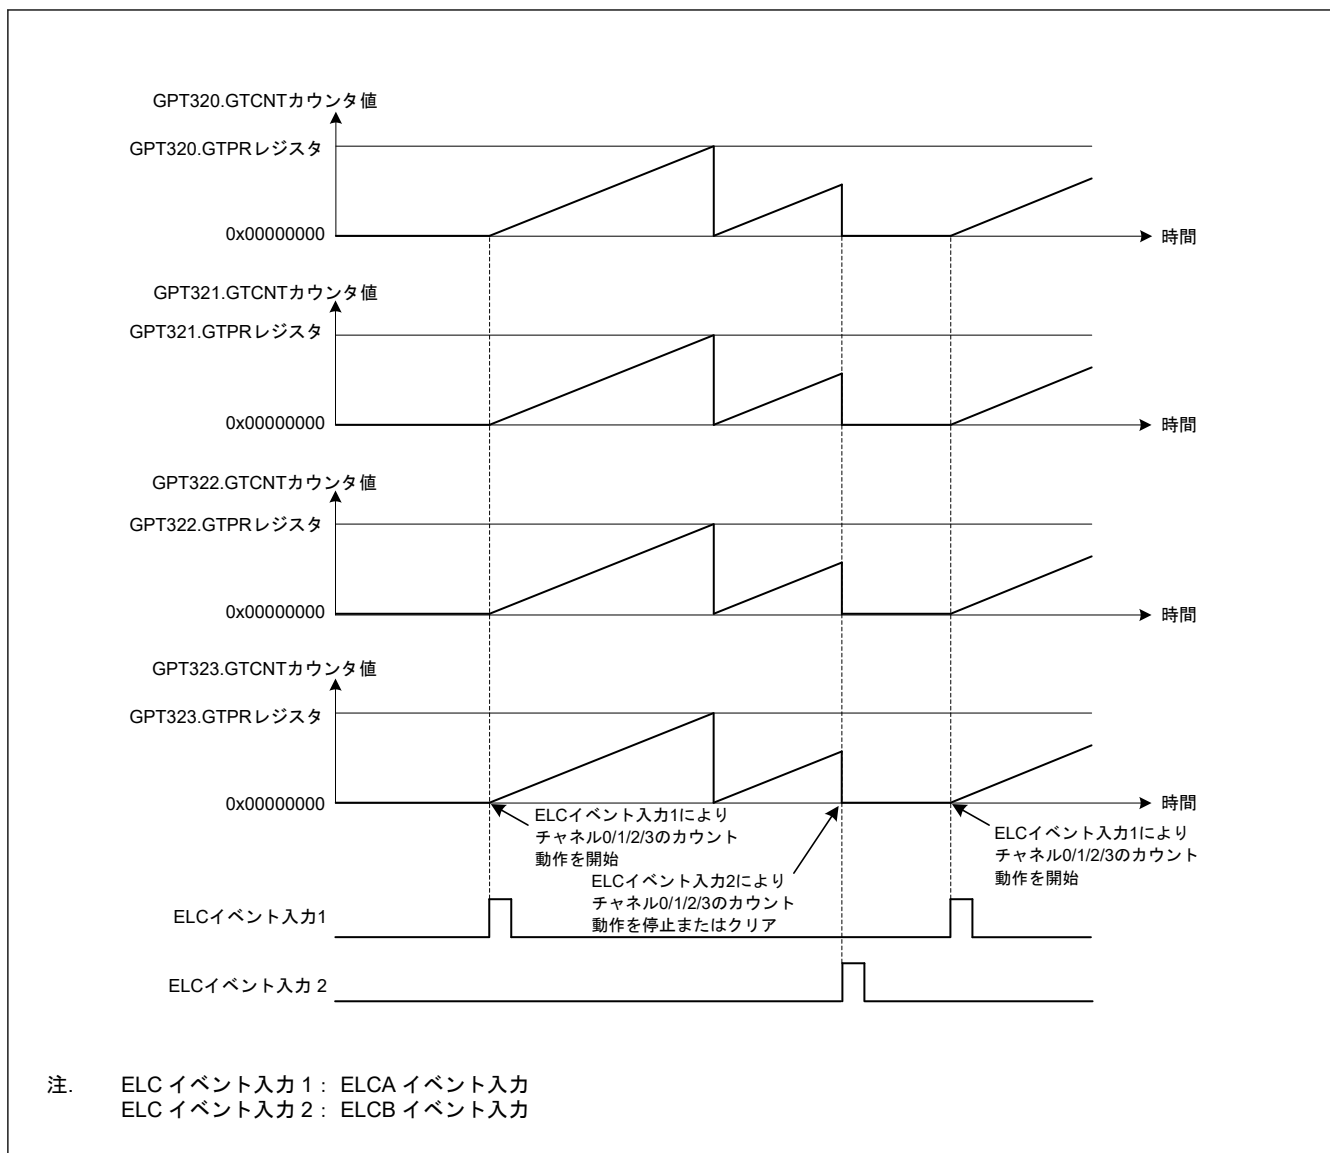 GPT320.GTCNTカウンタ値
GPT320.GTPRレジスタ
0x00000000
時間
GPT321.GTCNTカウンタ値
GPT321.GTPRレジスタ
0x00000000
時間
GPT322.GTCNTカウンタ値
GPT322.GTPRレジスタ
0x00000000
時間
GPT323.GTCNTカウンタ値
GPT323.GTPRレジスタ
0x00000000
時間
ELCイベント入力1により
チャネル0/1/2/3のカウント
動作を開始
ELCイベント入力2により
チャネル0/1/2/3のカウント
動作を停止またはクリア
ELCイベント入力1により
チャネル0/1/2/3のカウント
動作を開始
ELCイベント入力1
ELCイベント入力 2
注. ELC イベント入力 1 : ELCA イベント入力
ELC イベント入力 2 : ELCB イベント入力